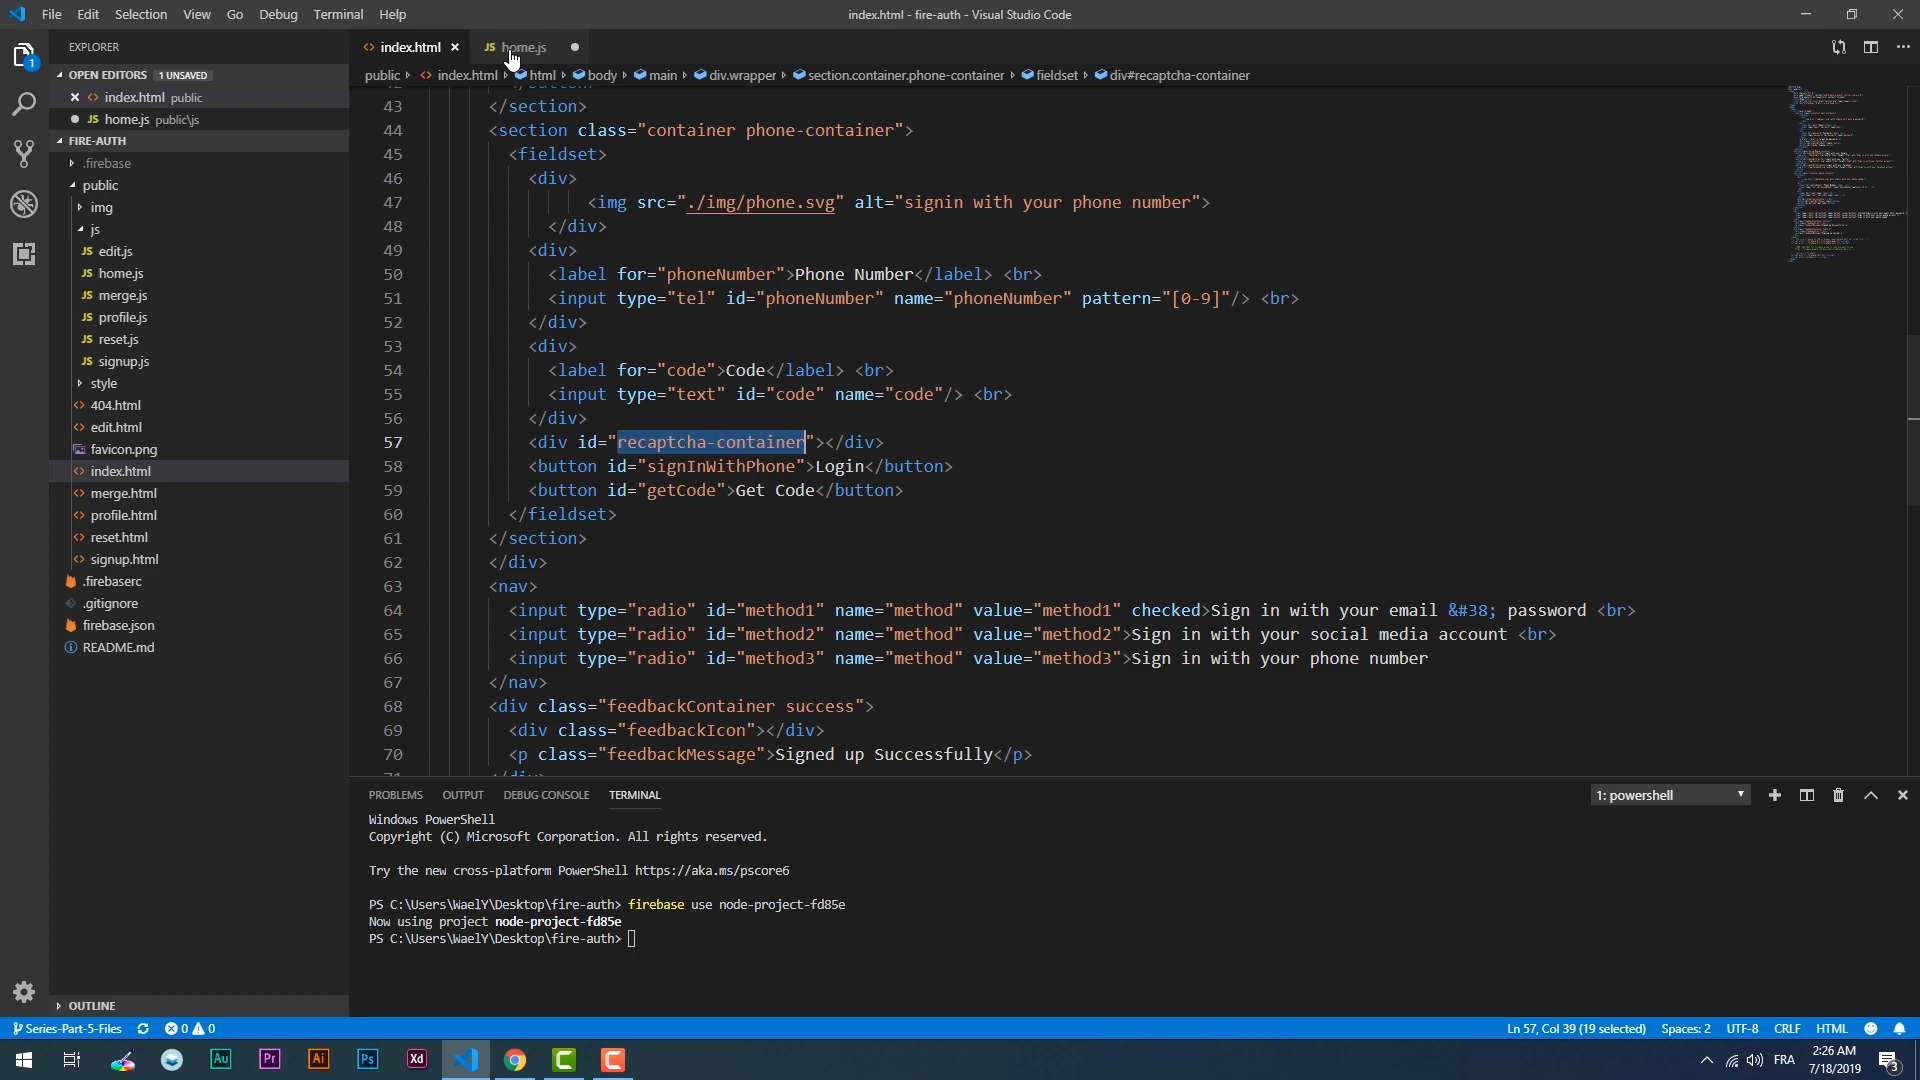 File Edit Selection View Go Debug Terminal Help
index.html - fire-auth - Visual Studio Code
EXPLORER
OPEN EDITORS 1 UNSAVED
index.html public
home.js public\js
FIRE-AUTH
.firebase
public
img
js
edit.js
home.js
merge.js
profile.js
reset.js
signup.js
style
404.html
edit.html
favicon.png
index.html
merge.html
profile.html
reset.html
signup.html
.firebaserc
.gitignore
firebase.json
README.md
OUTLINE
index.html JS home.js
public index.html html body main div.wrapper section.container.phone-container fieldset div#recaptcha-container
43 </section>
44 <section class="container phone-container">
45 <fieldset>
46 <div>
47 <img src="./img/phone.svg" alt="signin with your phone number">
48 </div>
49 <div>
50 <label for="phoneNumber">Phone Number</label> <br>
51 <input type="tel" id="phoneNumber" name="phoneNumber" pattern="[0-9]"/> <br>
52 </div>
53 <div>
54 <label for="code">Code</label> <br>
55 <input type="text" id="code" name="code"/> <br>
56 </div>
57 <div id="recaptcha-container"></div>
58 <button id="signInWithPhone">Login</button>
59 <button id="getCode">Get Code</button>
60 </fieldset>
61 </section>
62 </div>
63 <nav>
64 <input type="radio" id="method1" name="method" value="method1" checked>Sign in with your email &#38; password <br>
65 <input type="radio" id="method2" name="method" value="method2">Sign in with your social media account <br>
66 <input type="radio" id="method3" name="method" value="method3">Sign in with your phone number
67 </nav>
68 <div class="feedbackContainer success">
69 <div class="feedbackIcon"></div>
70 <p class="feedbackMessage">Signed up Successfully</p>
PROBLEMS OUTPUT DEBUG CONSOLE TERMINAL
1: powershell
Windows PowerShell
Copyright (C) Microsoft Corporation. All rights reserved.
Try the new cross-platform PowerShell https://aka.ms/pscore6
PS C:\Users\WaelY\Desktop\fire-auth> firebase use node-project-fd85e
Now using project node-project-fd85e
PS C:\Users\WaelY\Desktop\fire-auth>
Series-Part-5-Files 0 0
Ln 57, Col 39 (19 selected) Spaces: 2 UTF-8 CRLF HTML
Au Pr Ai Ps Xd
FRA
2:26 AM
7/18/2019
3